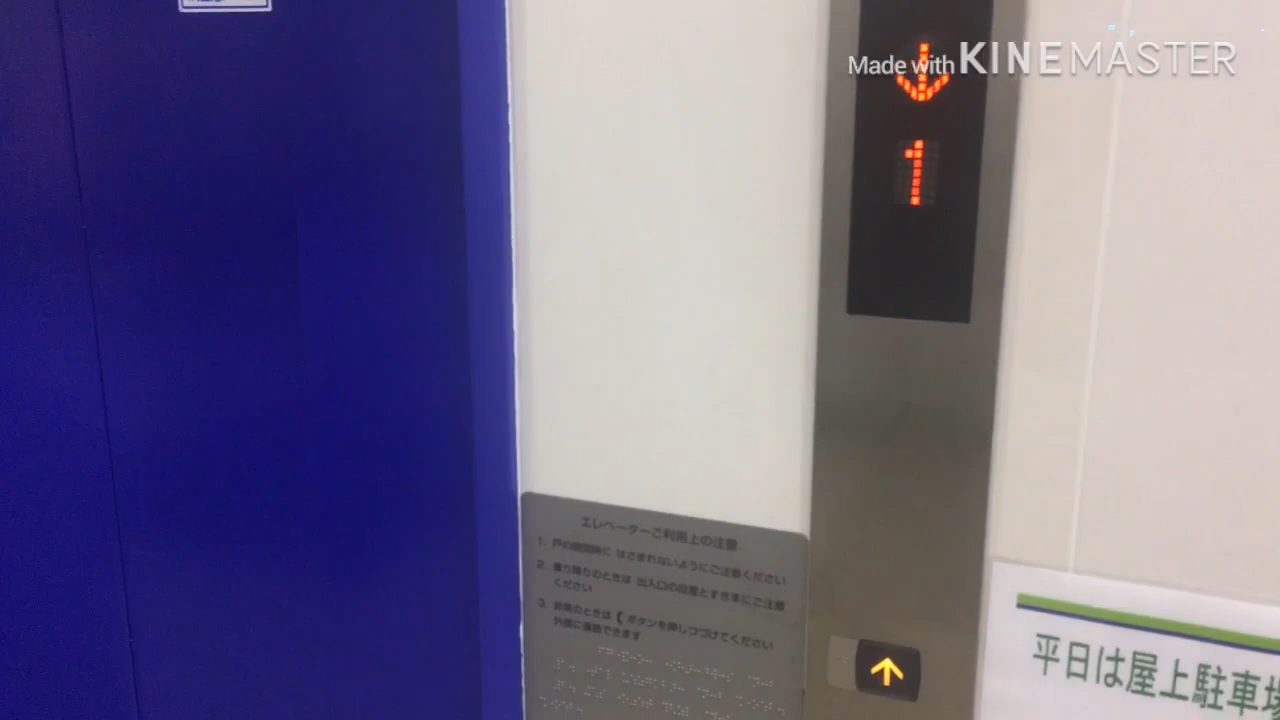 Made with KINEMASTER
1
エレベーターご利用上の注意
1. 戸の開閉時に はさまれないようにご注意ください
2. 乗り降りのときは 出入口の段差とすき間にご注意
ください
3. 非常のときは ボタンを押しつづけてください
外部に連絡できます
平日は屋上駐車場